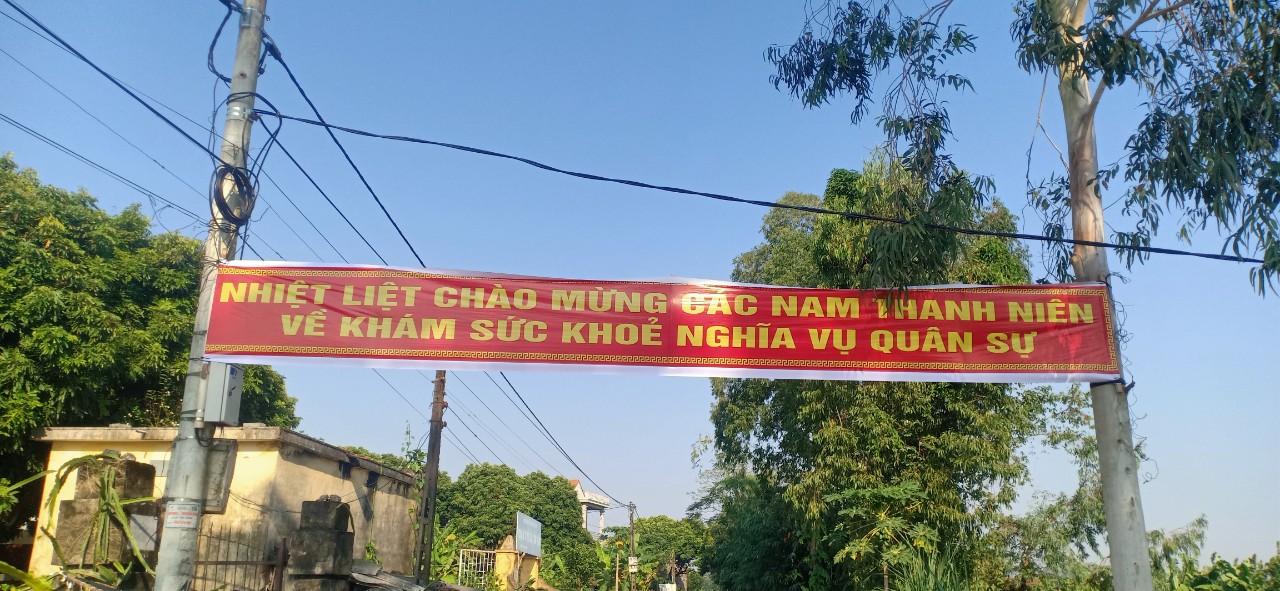 NHIỆT LIỆT CHÀO MỪNG CÁC NAM THANH NIÊN
VỀ KHÁM SỨC KHOẺ NGHĨA VỤ QUÂN SỰ